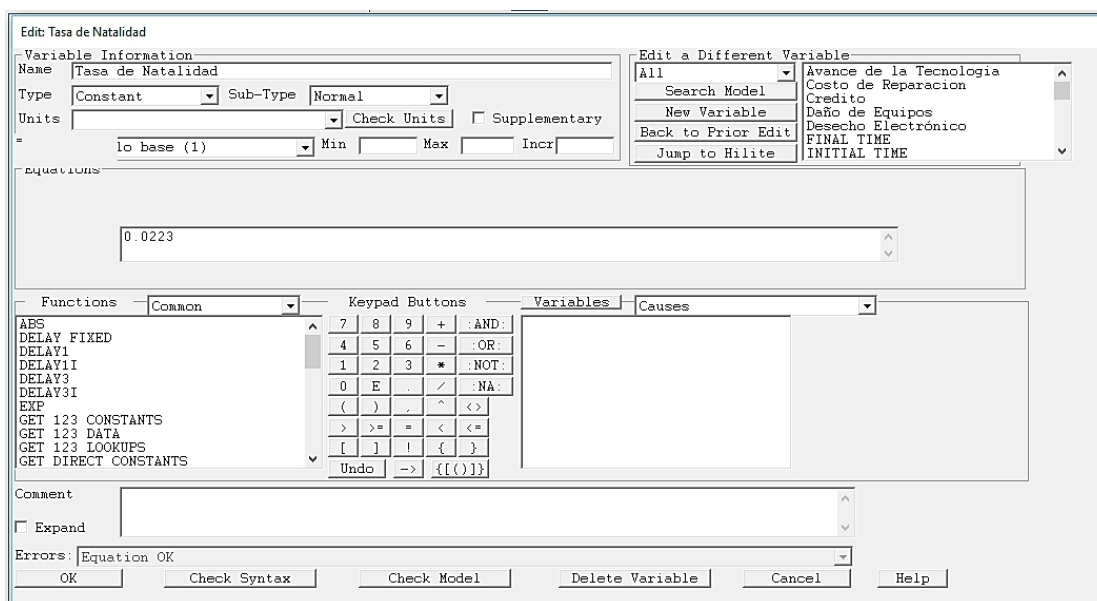 Edit: Tasa de Natalidad
Variable Information
Name Tasa de Natalidad
Type Constant Sub-Type Normal
Units Check Units Supplementary
= lo base (1) Min Max Incr
Edit a Different Variable
All
Search Model
New Variable
Back to Prior Edit
Jump to Hilite
Avance de la Tecnologia
Costo de Reparacion
Credito
Daño de Equipos
Desecho Electrónico
FINAL TIME
INITIAL TIME
Equations
0.0223
Functions Common
ABS
DELAY FIXED
DELAY1
DELAY1I
DELAY3
DELAY3I
EXP
GET 123 CONSTANTS
GET 123 DATA
GET 123 LOOKUPS
GET DIRECT CONSTANTS
Keypad Buttons
7 8 9 + :AND:
4 5 6 - :OR:
1 2 3 * :NOT:
0 E . / :NA:
( ) , ^ <>
> >= = < <=
[ ] ! { }
Undo -> {[()]}
Variables Causes
Comment
Expand
Errors: Equation OK
OK Check Syntax Check Model Delete Variable Cancel Help